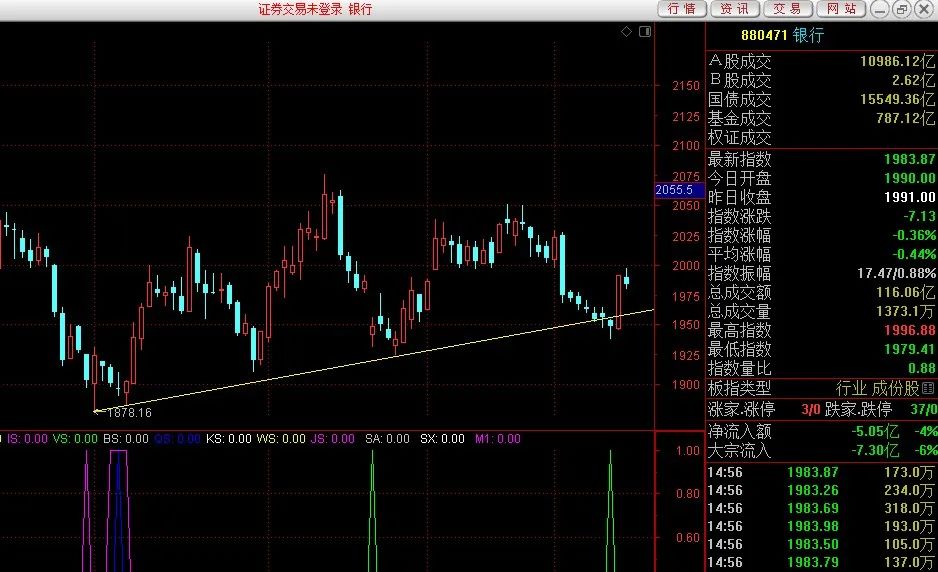 证券交易未登录 银行 行情 资讯 交易 网站
880471 银行
A股成交 10986.12亿
B股成交 2.62亿
国债成交 15549.36亿
基金成交 787.12亿
权证成交
最新指数 1983.87
今日开盘 1990.00
昨日收盘 1991.00
指数涨跌 -7.13
指数涨幅 -0.36%
平均涨幅 -0.44%
指数振幅 17.47/0.88%
总成交额 116.06亿
总成交量 1373.1万
最高指数 1996.88
最低指数 1979.41
指数量比 0.88
板指类型 行业 成份股
涨家.涨停 3/0 跌家.跌停 37/0
净流入额 -5.05亿 -4%
大宗流入 -7.30亿 -6%
14:56 1983.87 173.0万
14:56 1983.26 234.0万
14:56 1983.69 318.0万
14:56 1983.98 193.0万
14:56 1983.50 105.0万
14:56 1983.79 137.0万
2150
2125
2100
2075
2055.5
2050
2025
2000
1975
1950
1925
1900
1878.16
IS: 0.00 VS: 0.00 BS: 0.00 QS: 0.00 KS: 0.00 WS: 0.00 JS: 0.00 SA: 0.00 SX: 0.00 M1: 0.00
1.00
0.80
0.60